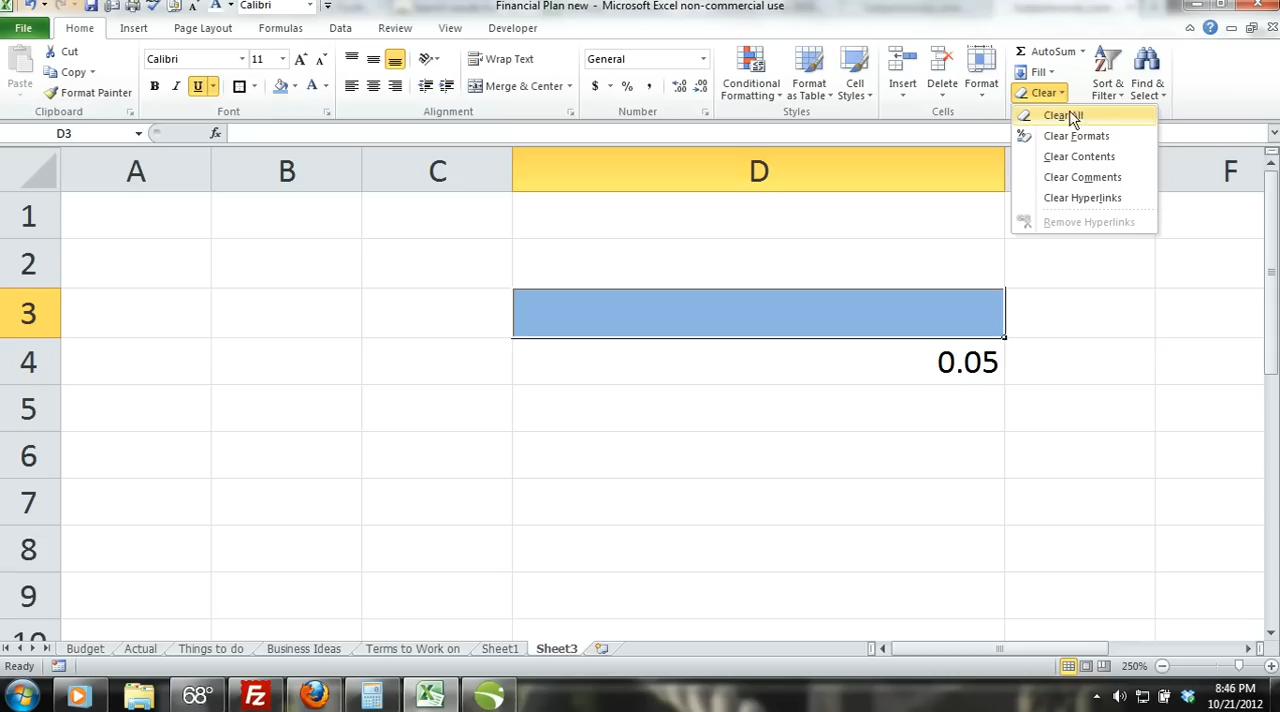 Calibri
Financial Plan new - Microsoft Excel non-commercial use
File Home Insert Page Layout Formulas Data Review View Developer
Paste
Cut
Copy
Format Painter
Clipboard
Calibri 11
B I U
Font
Wrap Text
Merge & Center
Alignment
General
$ % ,
Number
Conditional Formatting
Format as Table
Cell Styles
Styles
Insert
Delete
Format
Cells
Σ AutoSum
Fill
Clear
Sort & Filter
Find & Select
Clear All
Clear Formats
Clear Contents
Clear Comments
Clear Hyperlinks
Remove Hyperlinks
D3 fx
A B C D F
1
2
3
4 0.05
5
6
7
8
9
10
Budget Actual Things to do Business Ideas Terms to Work on Sheet1 Sheet3
Ready 250%
68° Fz 8:46 PM
10/21/2012